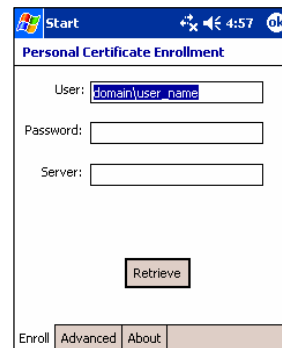 Start 4:57 ok
Personal Certificate Enrollment
User: domain\user_name
Password:
Server:
Retrieve
Enroll Advanced About